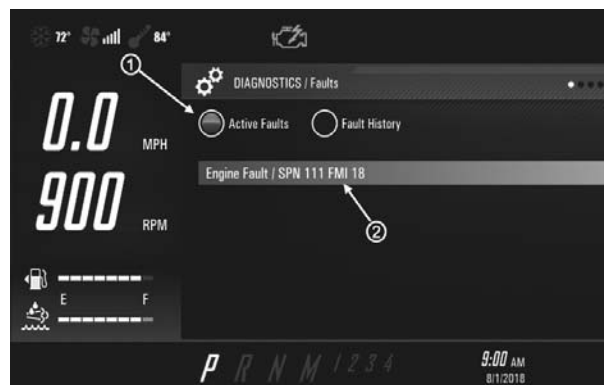 72° 84°
①
DIAGNOSTICS / Faults
Active Faults Fault History
0.0 MPH
Engine Fault / SPN 111 FMI 18
②
900 RPM
E F
P R N M 1 2 3 4
9:00 AM
8/1/2018